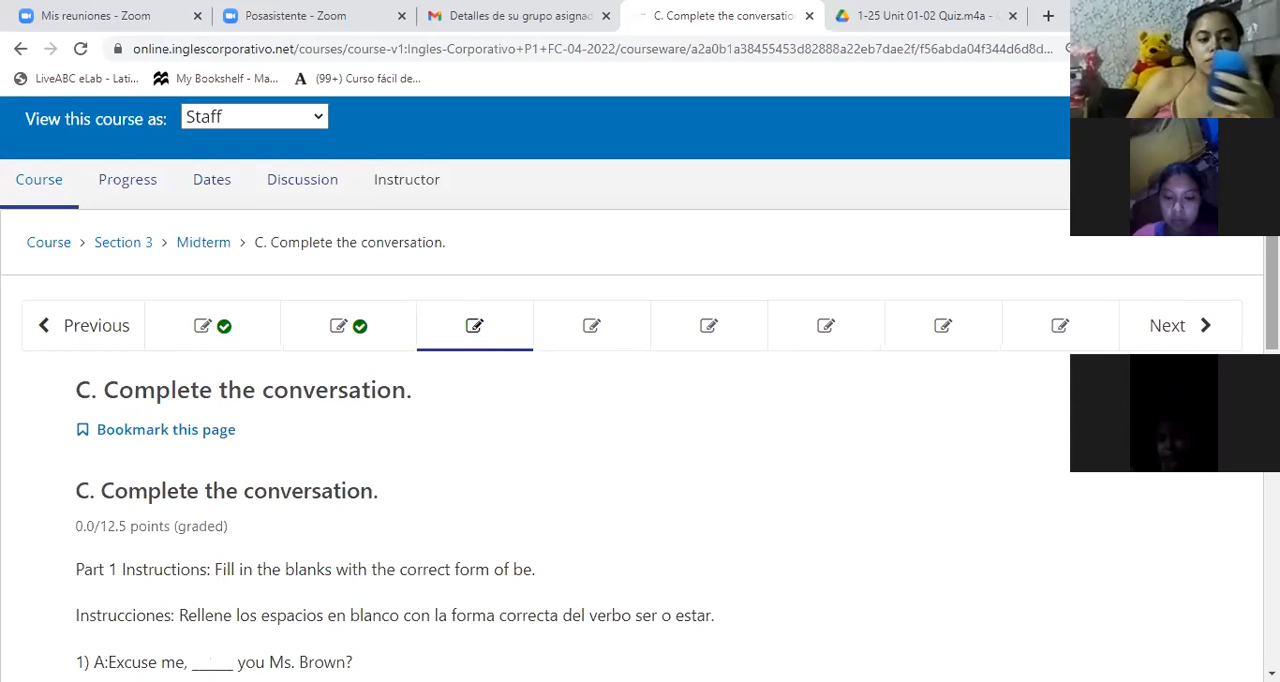 Mis reuniones - Zoom
Posasistente - Zoom
Detalles de su grupo asignad
C. Complete the conversatio
1-25 Unit 01-02 Quiz.m4a -
online.inglescorporativo.net/courses/course-v1:Ingles-Corporativo+P1+FC-04-2022/courseware/a2a0b1a38455453d82888a22eb7dae2f/f56abda04f344d6d8d...
LiveABC eLab - Lati...
My Bookshelf - Ma...
(99+) Curso fácil de...
View this course as:
Staff
Course
Progress
Dates
Discussion
Instructor
Course > Section 3 > Midterm > C. Complete the conversation.
Previous
Next
C. Complete the conversation.
Bookmark this page
C. Complete the conversation.
0.0/12.5 points (graded)
Part 1 Instructions: Fill in the blanks with the correct form of be.
Instrucciones: Rellene los espacios en blanco con la forma correcta del verbo ser o estar.
1) A:Excuse me, _____ you Ms. Brown?